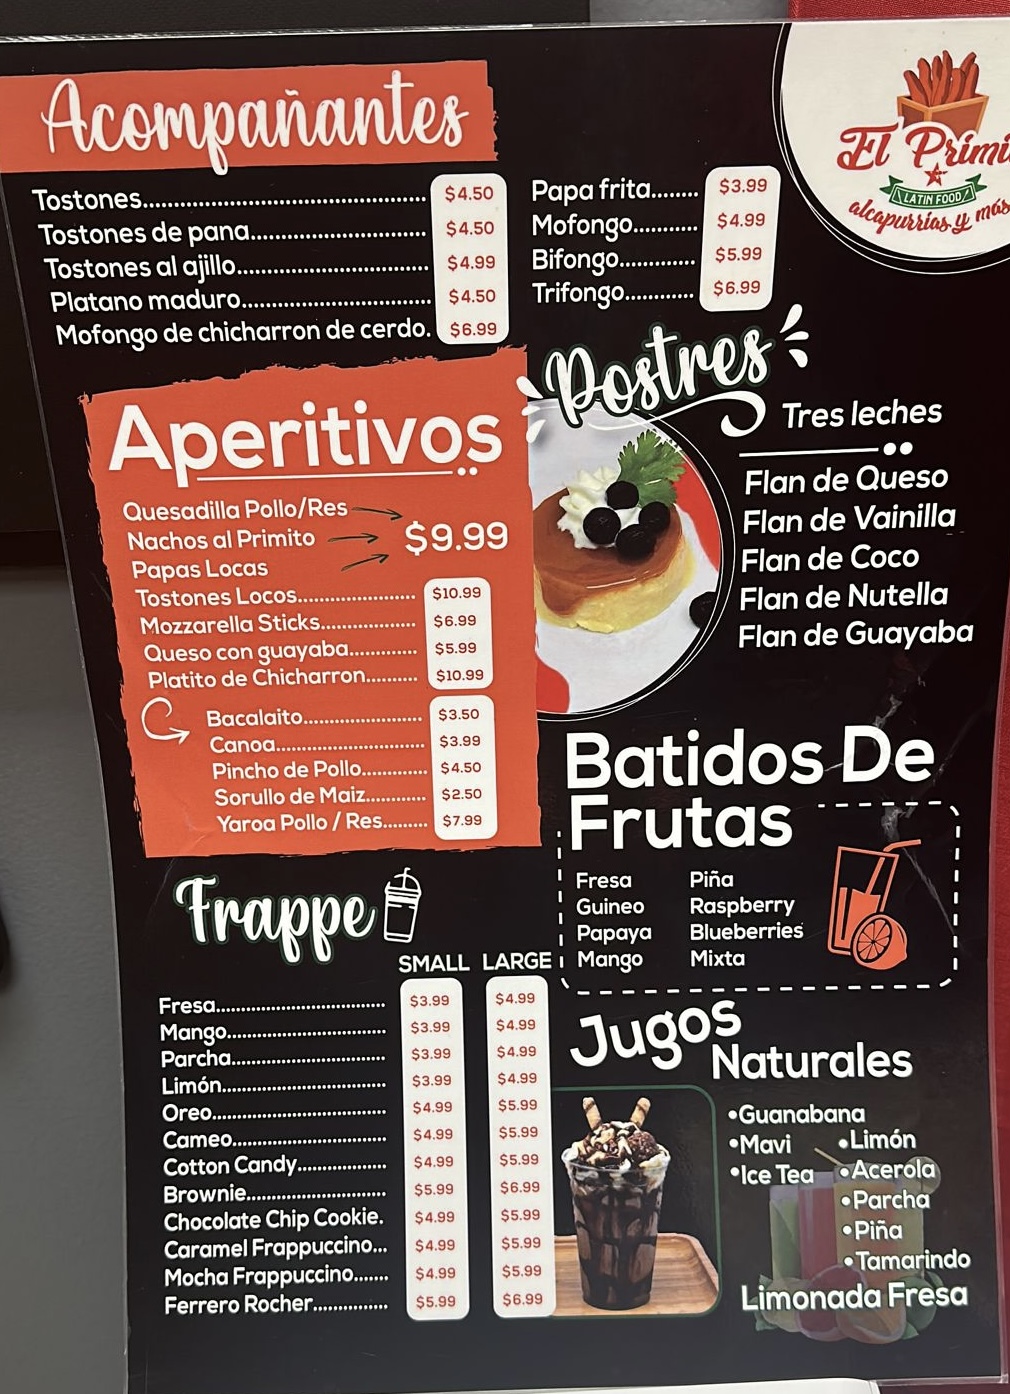 Acompañantes
Tostones........ $4.50
Tostones de pana........ $4.50
Tostones al ajillo........ $4.99
Platano maduro........ $4.50
Mofongo de chicharron de cerdo. $6.99
Papa frita........ $3.99
Mofongo........ $4.99
Bifongo........ $5.99
Trifongo........ $6.99
El Primi
LATIN FOOD
alcapurrias y más
Aperitivos
Quesadilla Pollo/Res
Nachos al Primito
Papas Locas
$9.99
Tostones Locos........ $10.99
Mozzarella Sticks........ $6.99
Queso con guayaba........ $5.99
Platito de Chicharron........ $10.99
Bacalaito........ $3.50
Canoa........ $3.99
Pincho de Pollo........ $4.50
Sorullo de Maiz........ $2.50
Yaroa Pollo / Res........ $7.99
Postres
Tres leches
Flan de Queso
Flan de Vainilla
Flan de Coco
Flan de Nutella
Flan de Guayaba
Batidos De
Frutas
Fresa Piña
Guineo Raspberry
Papaya Blueberries
Mango Mixta
Frappe
SMALL LARGE
Fresa........ $3.99 $4.99
Mango........ $3.99 $4.99
Parcha........ $3.99 $4.99
Limón........ $3.99 $4.99
Oreo........ $4.99 $5.99
Cameo........ $4.99 $5.99
Cotton Candy........ $4.99 $5.99
Brownie........ $5.99 $6.99
Chocolate Chip Cookie. $4.99 $5.99
Caramel Frappuccino... $4.99 $5.99
Mocha Frappuccino....... $4.99 $5.99
Ferrero Rocher........ $5.99 $6.99
Jugos
Naturales
•Guanabana
•Mavi •Limón
•Ice Tea •Acerola
•Parcha
•Piña
•Tamarindo
Limonada Fresa